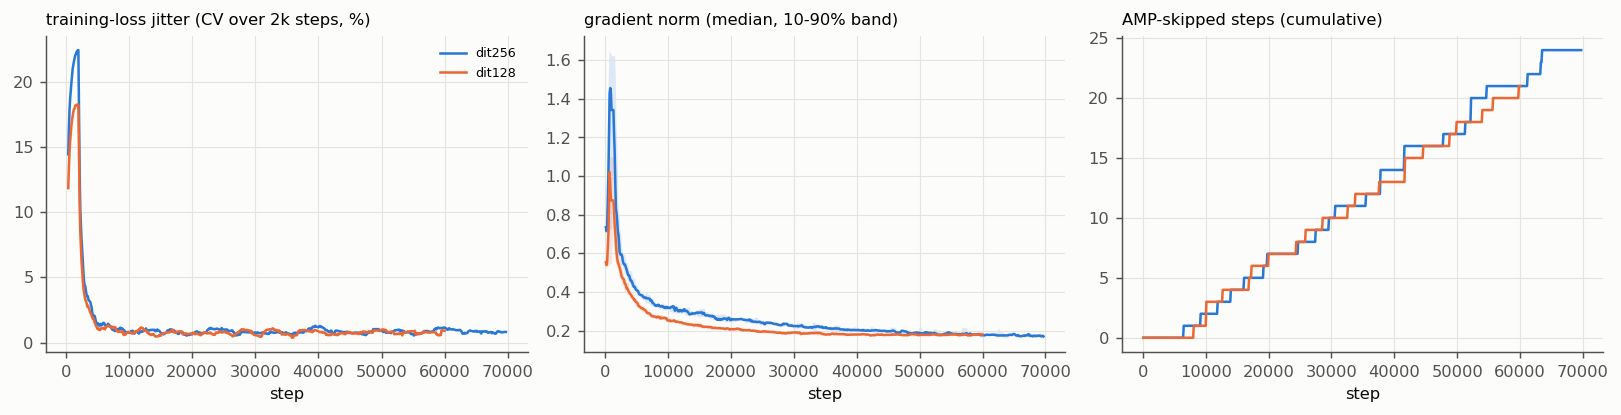 training-loss jitter (CV over 2k steps, %)
dit256
dit128
20
15
10
5
0
0 10000 20000 30000 40000 50000 60000 70000
step
gradient norm (median, 10-90% band)
1.6
1.4
1.2
1.0
0.8
0.6
0.4
0.2
0 10000 20000 30000 40000 50000 60000 70000
step
AMP-skipped steps (cumulative)
25
20
15
10
5
0
0 10000 20000 30000 40000 50000 60000 70000
step